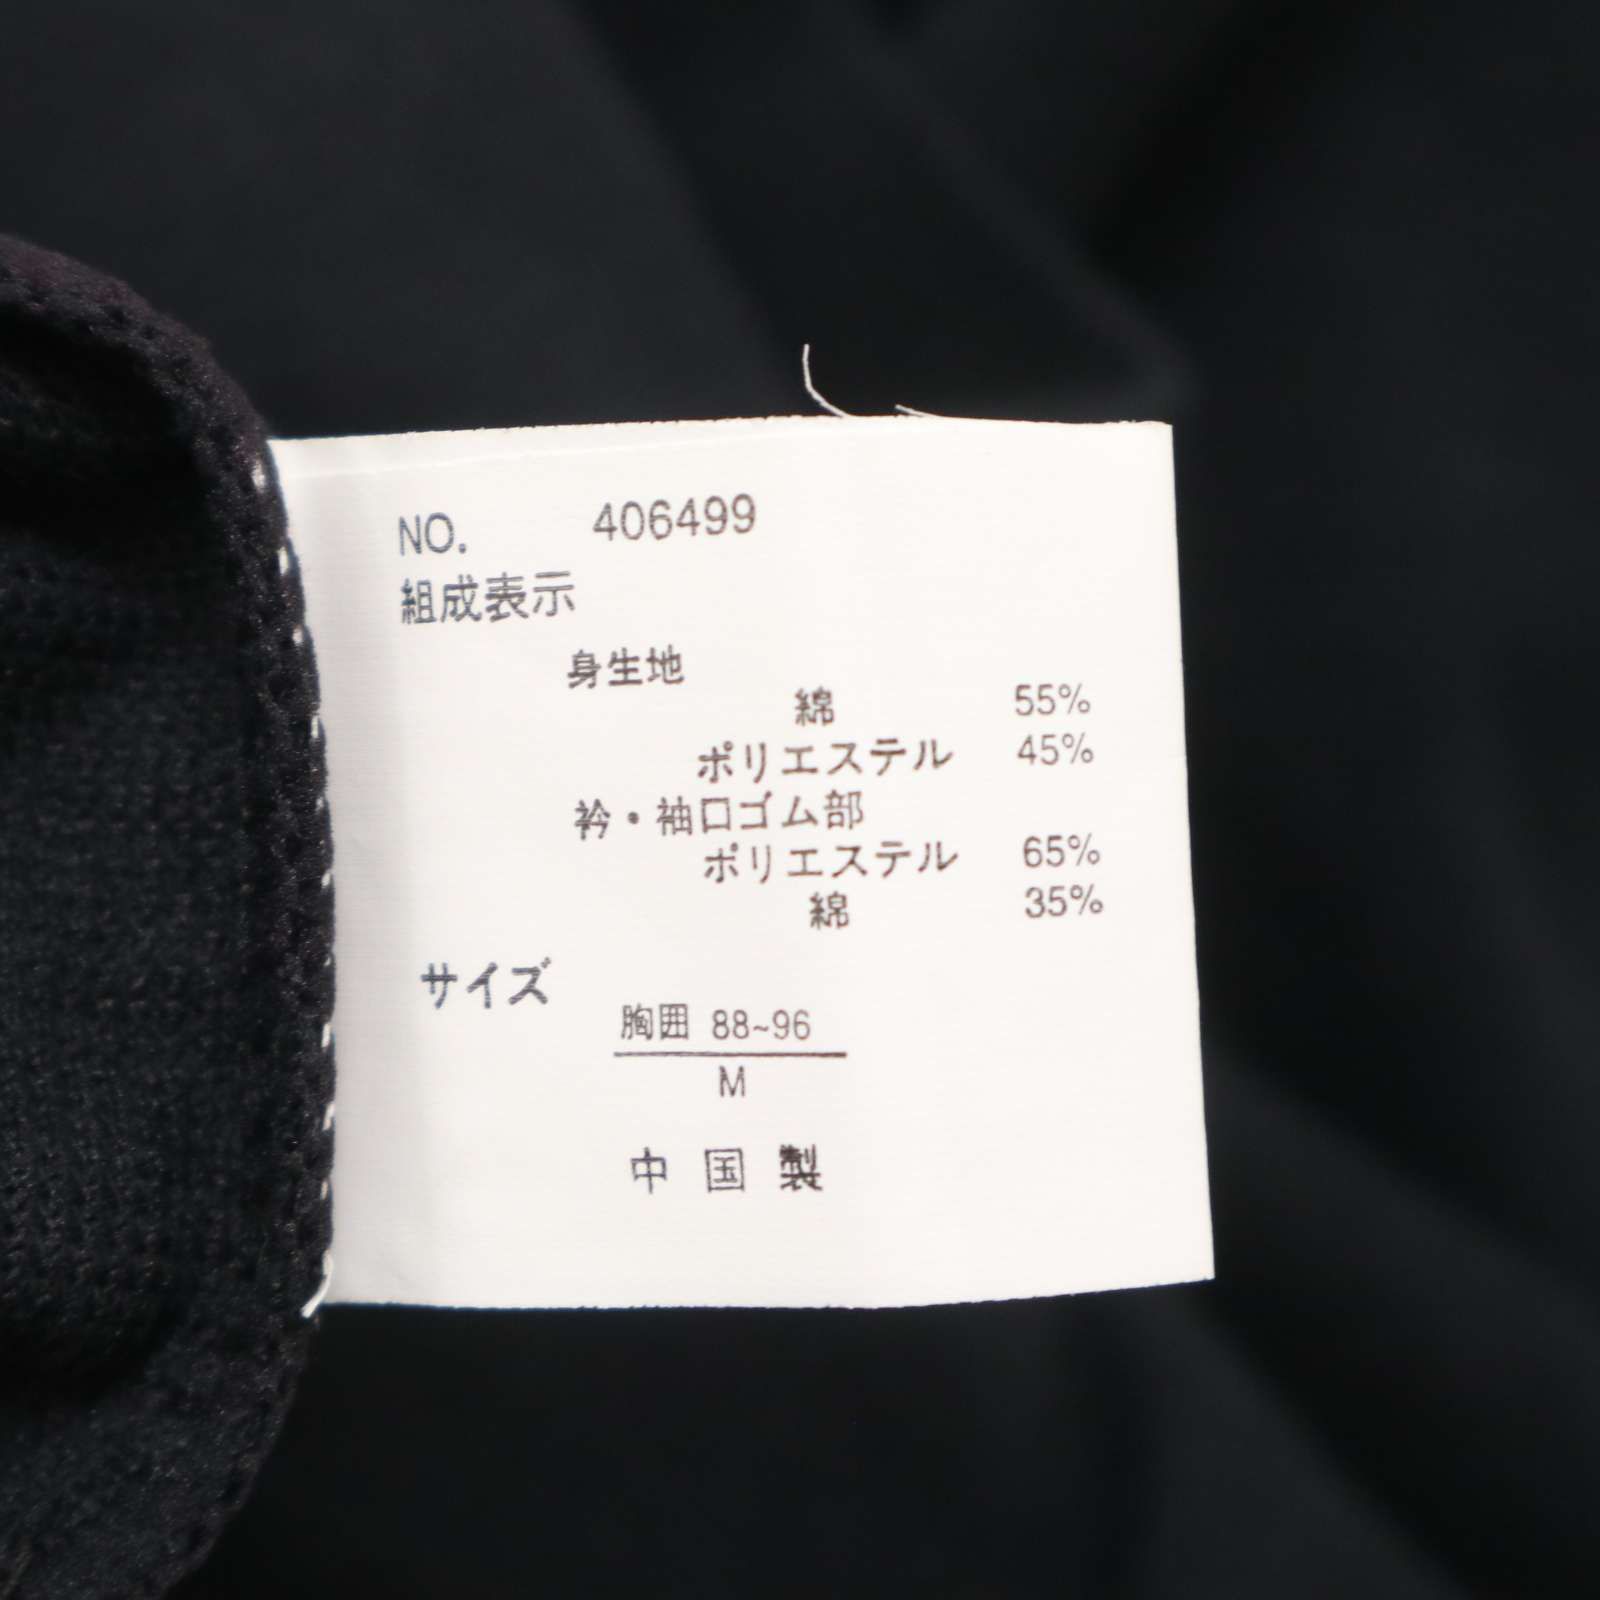 NO. 406499
組成表示
身生地
綿 55%
ポリエステル 45%
衿・袖口ゴム部
ポリエステル 65%
綿 35%
サイズ
胸囲 88~96
M
中国製